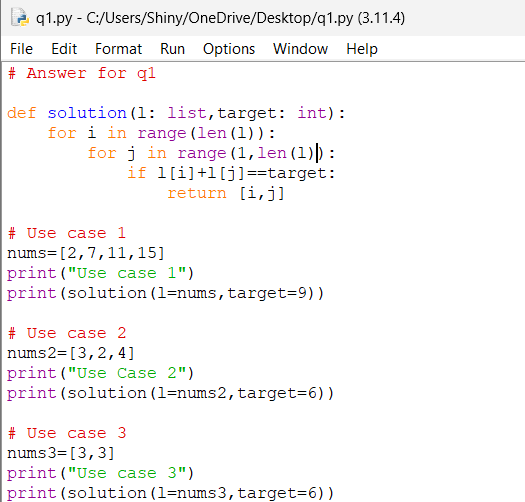 q1.py - C:/Users/Shiny/OneDrive/Desktop/q1.py (3.11.4)
File Edit Format Run Options Window Help
# Answer for q1
def solution(l: list,target: int):
    for i in range(len(l)):
        for j in range(1,len(l)):
            if l[i]+l[j]==target:
                return [i,j]
# Use case 1
nums=[2,7,11,15]
print("Use case 1")
print(solution(l=nums,target=9))
# Use case 2
nums2=[3,2,4]
print("Use Case 2")
print(solution(l=nums2,target=6))
# Use case 3
nums3=[3,3]
print("Use case 3")
print(solution(l=nums3,target=6))